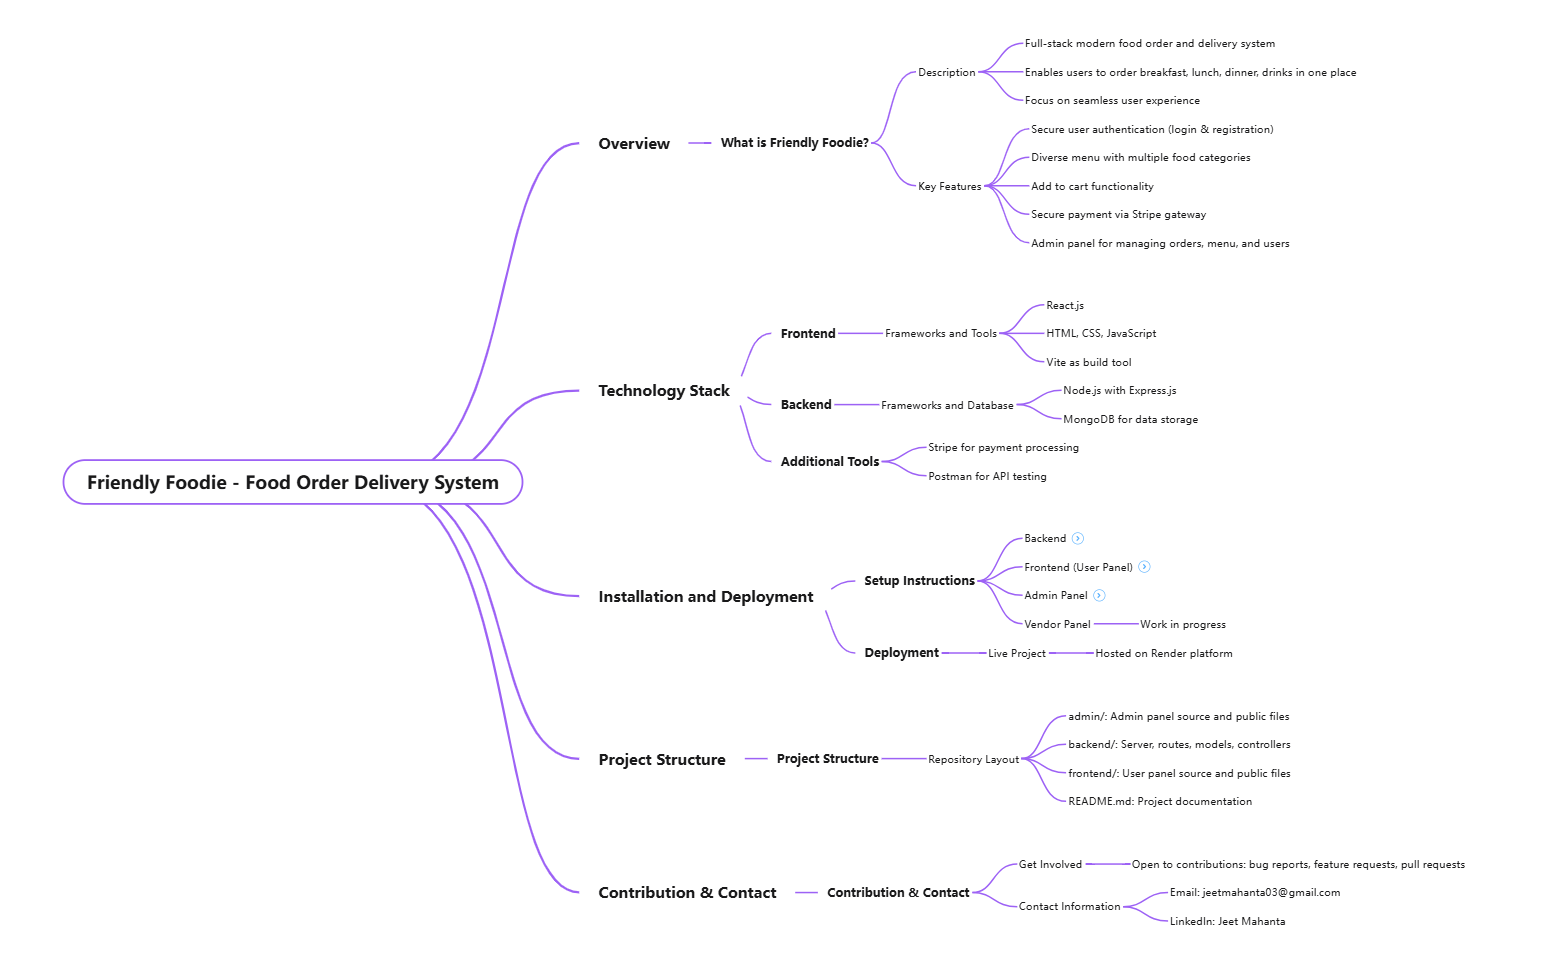 Friendly Foodie - Food Order Delivery System
Overview
What is Friendly Foodie?
Description
Full-stack modern food order and delivery system
Enables users to order breakfast, lunch, dinner, drinks in one place
Focus on seamless user experience
Key Features
Secure user authentication (login & registration)
Diverse menu with multiple food categories
Add to cart functionality
Secure payment via Stripe gateway
Admin panel for managing orders, menu, and users
Technology Stack
Frontend
Frameworks and Tools
React.js
HTML, CSS, JavaScript
Vite as build tool
Backend
Frameworks and Database
Node.js with Express.js
MongoDB for data storage
Additional Tools
Stripe for payment processing
Postman for API testing
Installation and Deployment
Setup Instructions
Backend
Frontend (User Panel)
Admin Panel
Vendor Panel
Work in progress
Deployment
Live Project
Hosted on Render platform
Project Structure
Project Structure
Repository Layout
admin/: Admin panel source and public files
backend/: Server, routes, models, controllers
frontend/: User panel source and public files
README.md: Project documentation
Contribution & Contact
Contribution & Contact
Get Involved
Open to contributions: bug reports, feature requests, pull requests
Contact Information
Email: jeetmahanta03@gmail.com
LinkedIn: Jeet Mahanta